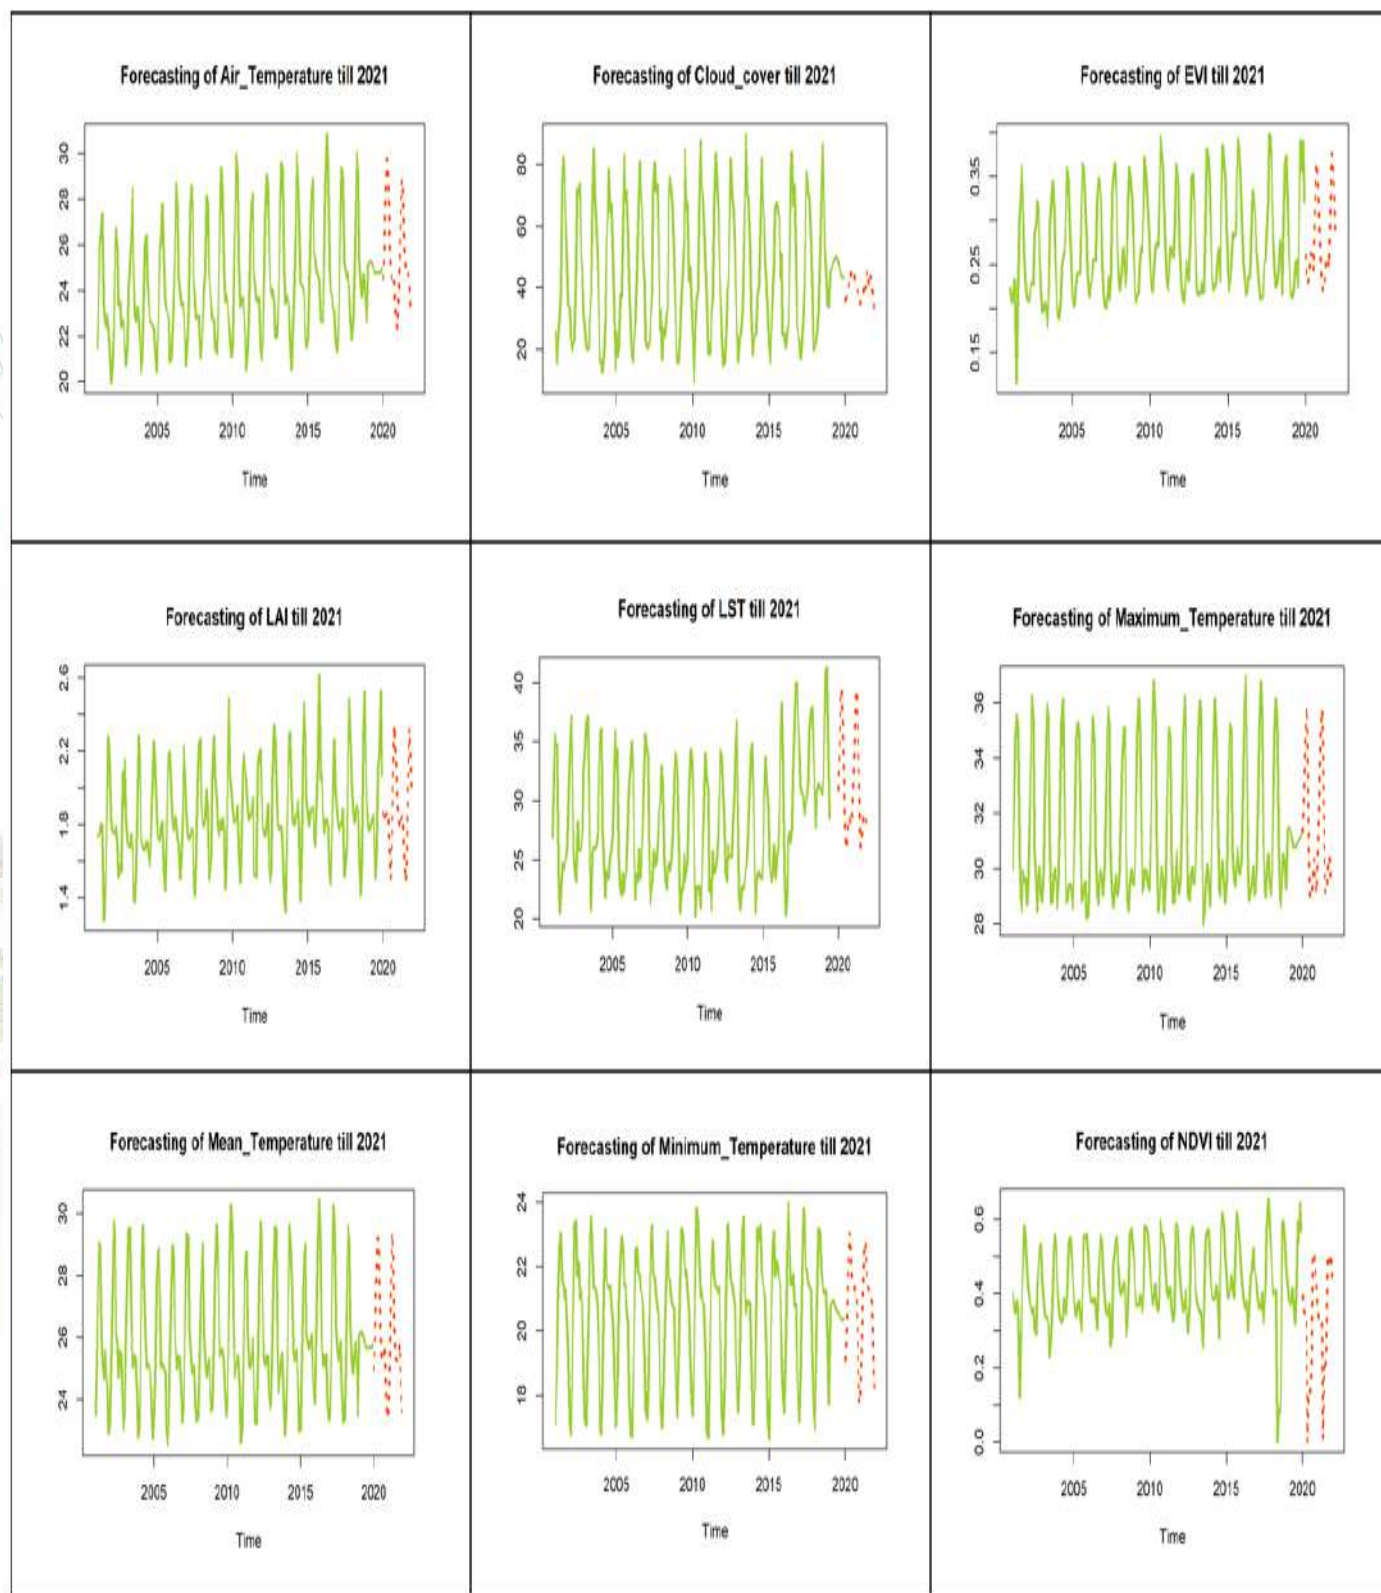 Forecasting of Air_Temperature till 2021
30
28
26
24
22
20
2005 2010 2015 2020
Time
Forecasting of Cloud_cover till 2021
80
60
40
20
2005 2010 2015 2020
Time
Forecasting of EVI till 2021
0.35
0.25
0.15
2005 2010 2015 2020
Time
Forecasting of LAI till 2021
2.6
2.2
1.8
1.4
2005 2010 2015 2020
Time
Forecasting of LST till 2021
40
35
30
25
20
2005 2010 2015 2020
Time
Forecasting of Maximum_Temperature till 2021
36
34
32
30
28
2005 2010 2015 2020
Time
Forecasting of Mean_Temperature till 2021
30
28
26
24
2005 2010 2015 2020
Time
Forecasting of Minimum_Temperature till 2021
24
22
20
18
2005 2010 2015 2020
Time
Forecasting of NDVI till 2021
0.6
0.4
0.2
0.0
2005 2010 2015 2020
Time